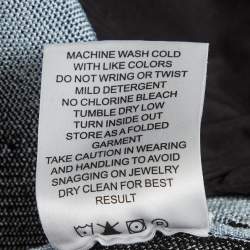 MACHINE WASH COLD
WITH LIKE COLORS
DO NOT WRING OR TWIST
MILD DETERGENT
NO CHLORINE BLEACH
TUMBLE DRY LOW
TURN INSIDE OUT
STORE AS A FOLDED
GARMENT
TAKE CAUTION IN WEARING
AND HANDLING TO AVOID
SNAGGING ON JEWELRY
DRY CLEAN FOR BEST
RESULT